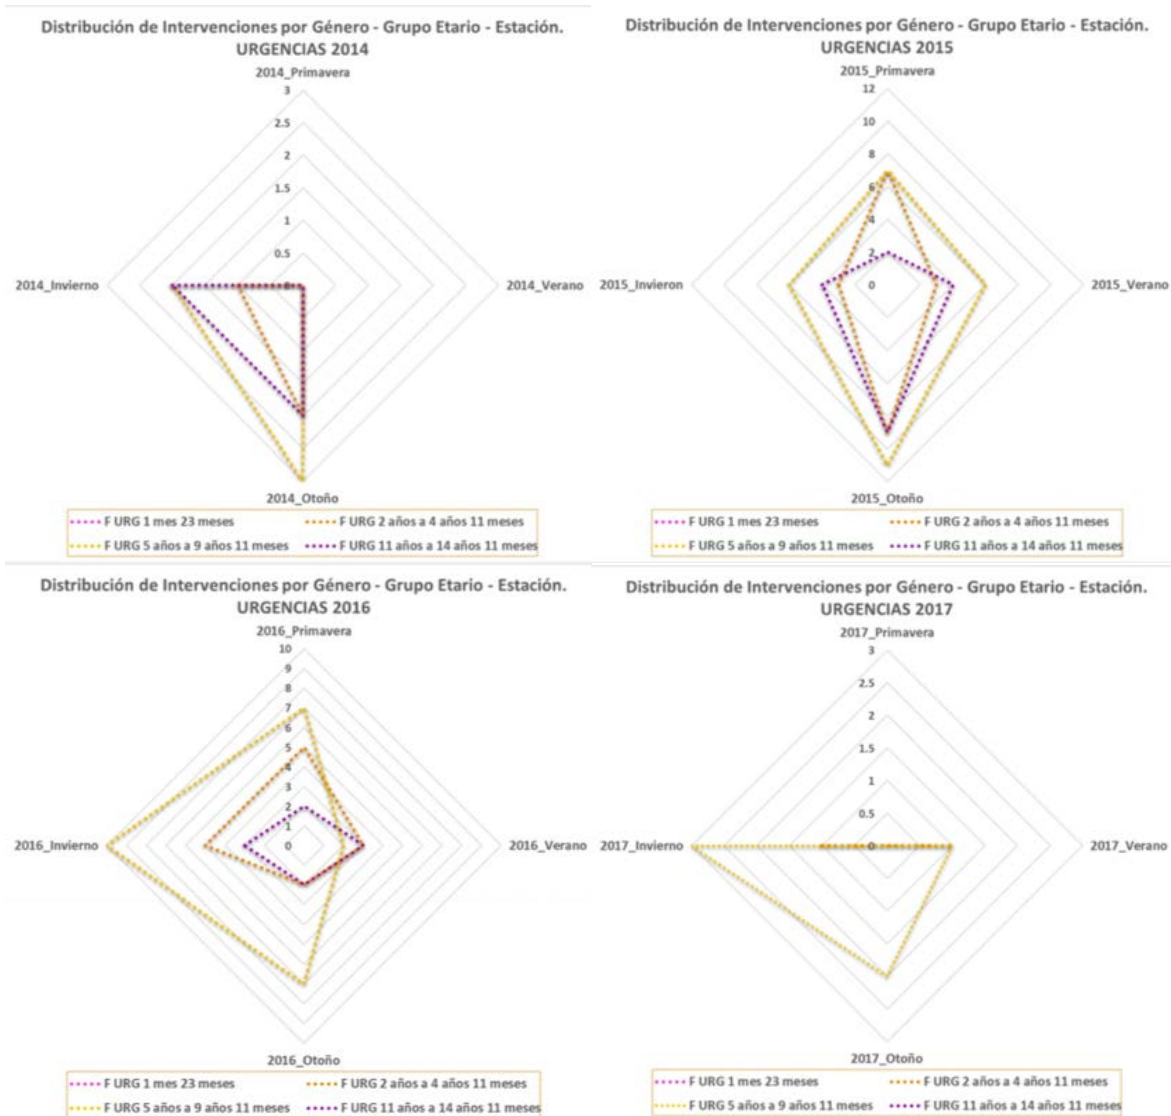 Distribución de Intervenciones por Género - Grupo Etario - Estación.
URGENCIAS 2014
2014_Primavera
3
2.5
2
1.5
1
0.5
0
2014_Invierno
2014_Verano
2014_Otoño
F URG 1 mes 23 meses
F URG 2 años a 4 años 11 meses
F URG 5 años a 9 años 11 meses
F URG 11 años a 14 años 11 meses
Distribución de Intervenciones por Género - Grupo Etario - Estación.
URGENCIAS 2015
2015_Primavera
12
10
8
6
4
2
0
2015_Invieron
2015_Verano
2015_Otoño
F URG 1 mes 23 meses
F URG 2 años a 4 años 11 meses
F URG 5 años a 9 años 11 meses
F URG 11 años a 14 años 11 meses
Distribución de Intervenciones por Género - Grupo Etario - Estación.
URGENCIAS 2016
2016_Primavera
10
9
8
7
6
5
4
3
2
1
0
2016_Invierno
2016_Verano
2016_Otoño
F URG 1 mes 23 meses
F URG 2 años a 4 años 11 meses
F URG 5 años a 9 años 11 meses
F URG 11 años a 14 años 11 meses
Distribución de Intervenciones por Género - Grupo Etario - Estación.
URGENCIAS 2017
2017_Primavera
3
2.5
2
1.5
1
0.5
0
2017_Invierno
2017_Verano
2017_Otoño
F URG 1 mes 23 meses
F URG 2 años a 4 años 11 meses
F URG 5 años a 9 años 11 meses
F URG 11 años a 14 años 11 meses